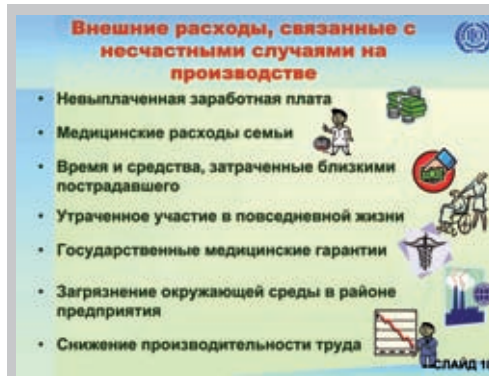 Внешние расходы, связанные с
несчастными случаями на
производстве
• Невыплаченная заработная плата
• Медицинские расходы семьи
• Время и средства, затраченные близкими
пострадавшего
• Утраченное участие в повседневной жизни
• Государственные медицинские гарантии
• Загрязнение окружающей среды в районе
предприятия
• Снижение производительности труда
СЛАЙД